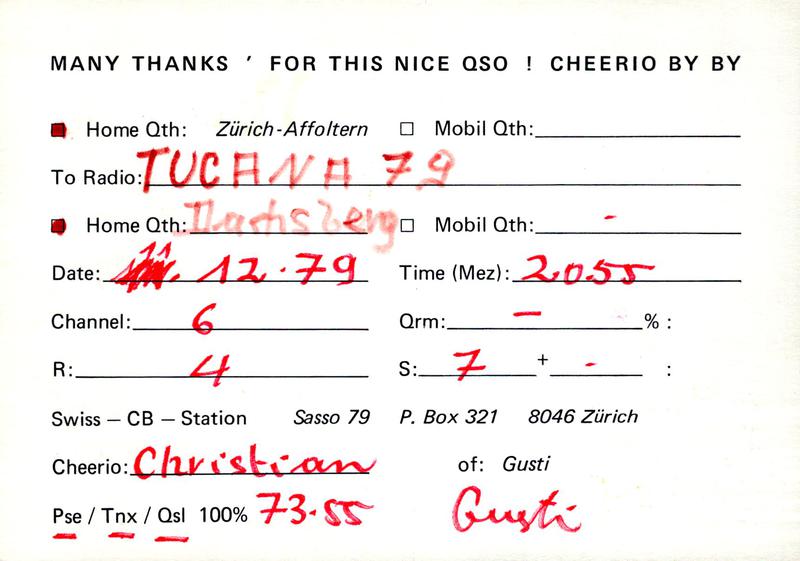 MANY THANKS ’ FOR THIS NICE QSO ! CHEERIO BY BY
Home Qth: Zürich-Affoltern Mobil Qth:
To Radio: TUCANA 79
Home Qth: Mobil Qth: -
Date: 11. 12.79 Time (Mez): 2055
Channel: 6 Qrm: — % :
R: 4 S: 7 + - :
Swiss – CB – Station Sasso 79 P. Box 321 8046 Zürich
Cheerio: Christian of: Gusti
Pse / Tnx / Qsl 100% 73.55 Gusti